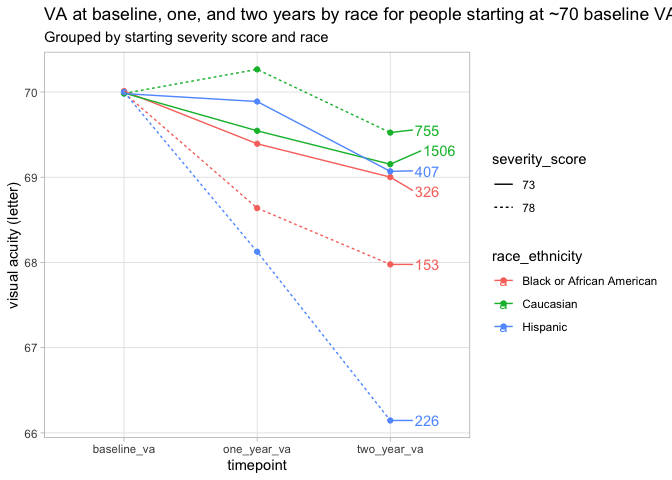 VA at baseline, one, and two years by race for people starting at ~70 baseline VA
Grouped by starting severity score and race
visual acuity (letter)
70
69
68
67
66
755
1506
407
326
153
226
baseline_va
one_year_va
two_year_va
timepoint
severity_score
73
78
race_ethnicity
a Black or African American
a Caucasian
a Hispanic